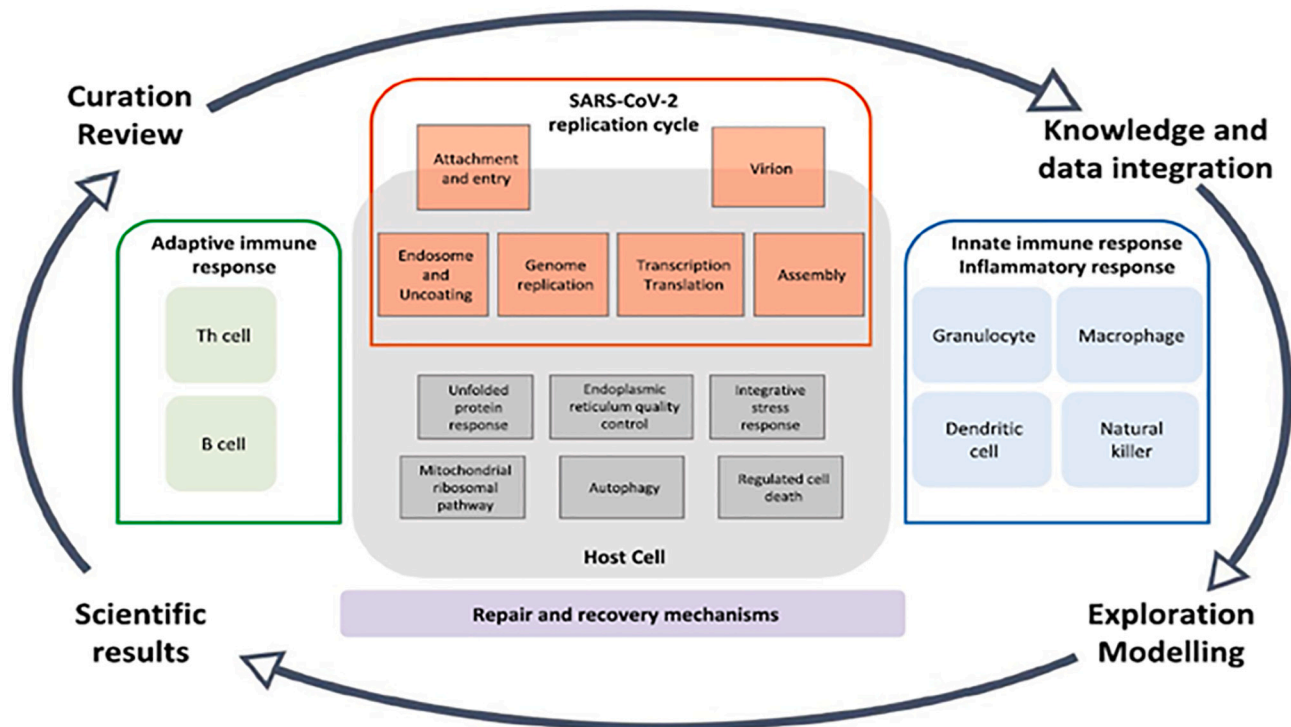 Curation
Review
SARS-CoV-2
replication cycle
Knowledge and
data integration
Attachment
and entry
Virion
Adaptive immune
response
Endosome
and
Uncoating
Genome
replication
Transcription
Translation
Assembly
Innate immune response
Inflammatory response
Th cell
B cell
Granulocyte
Macrophage
Dendritic
cell
Natural
killer
Unfolded
protein
response
Endoplasmic
reticulum quality
control
Integrative
stress
response
Mitochondrial
ribosomal
pathway
Autophagy
Regulated cell
death
Host Cell
Repair and recovery mechanisms
Scientific
results
Exploration
Modelling